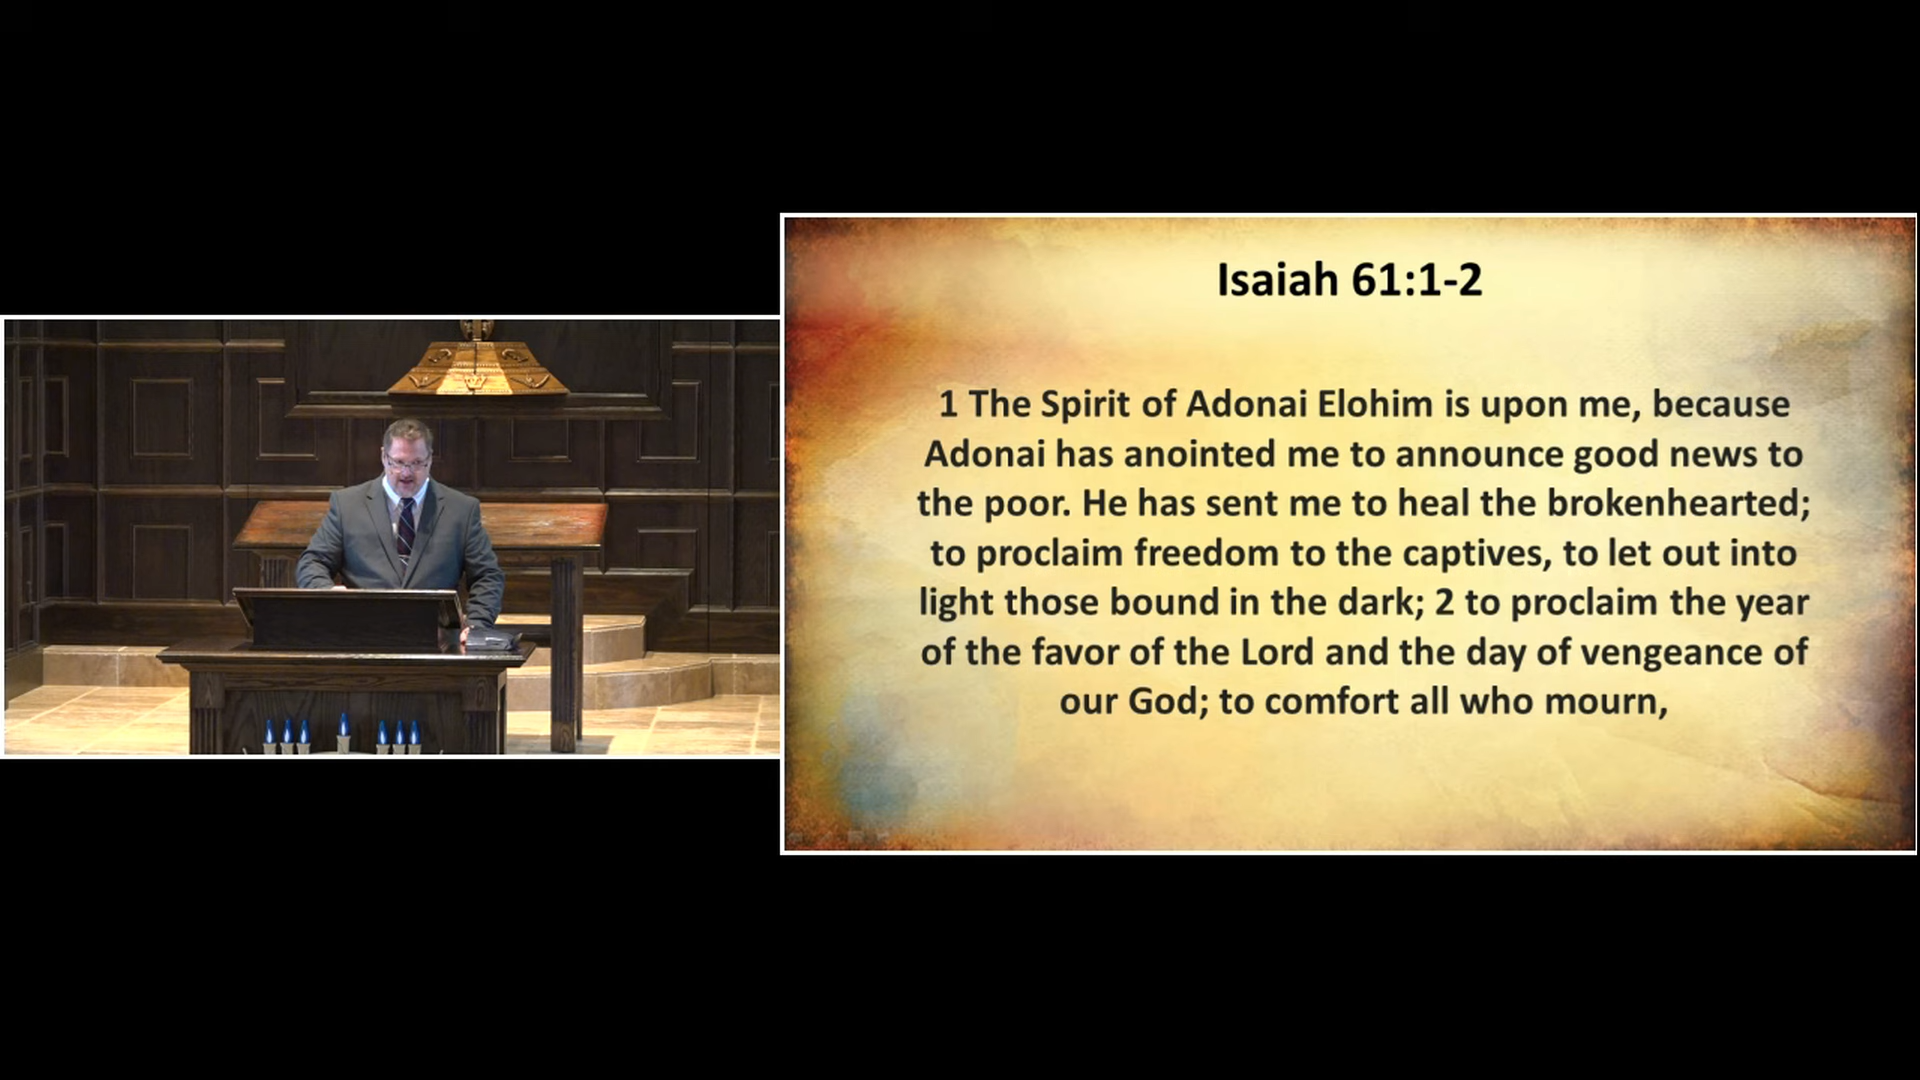 Isaiah 61:1-2
1 The Spirit of Adonai Elohim is upon me, because
Adonai has anointed me to announce good news to
the poor. He has sent me to heal the brokenhearted;
to proclaim freedom to the captives, to let out into
light those bound in the dark; 2 to proclaim the year
of the favor of the Lord and the day of vengeance of
our God; to comfort all who mourn,